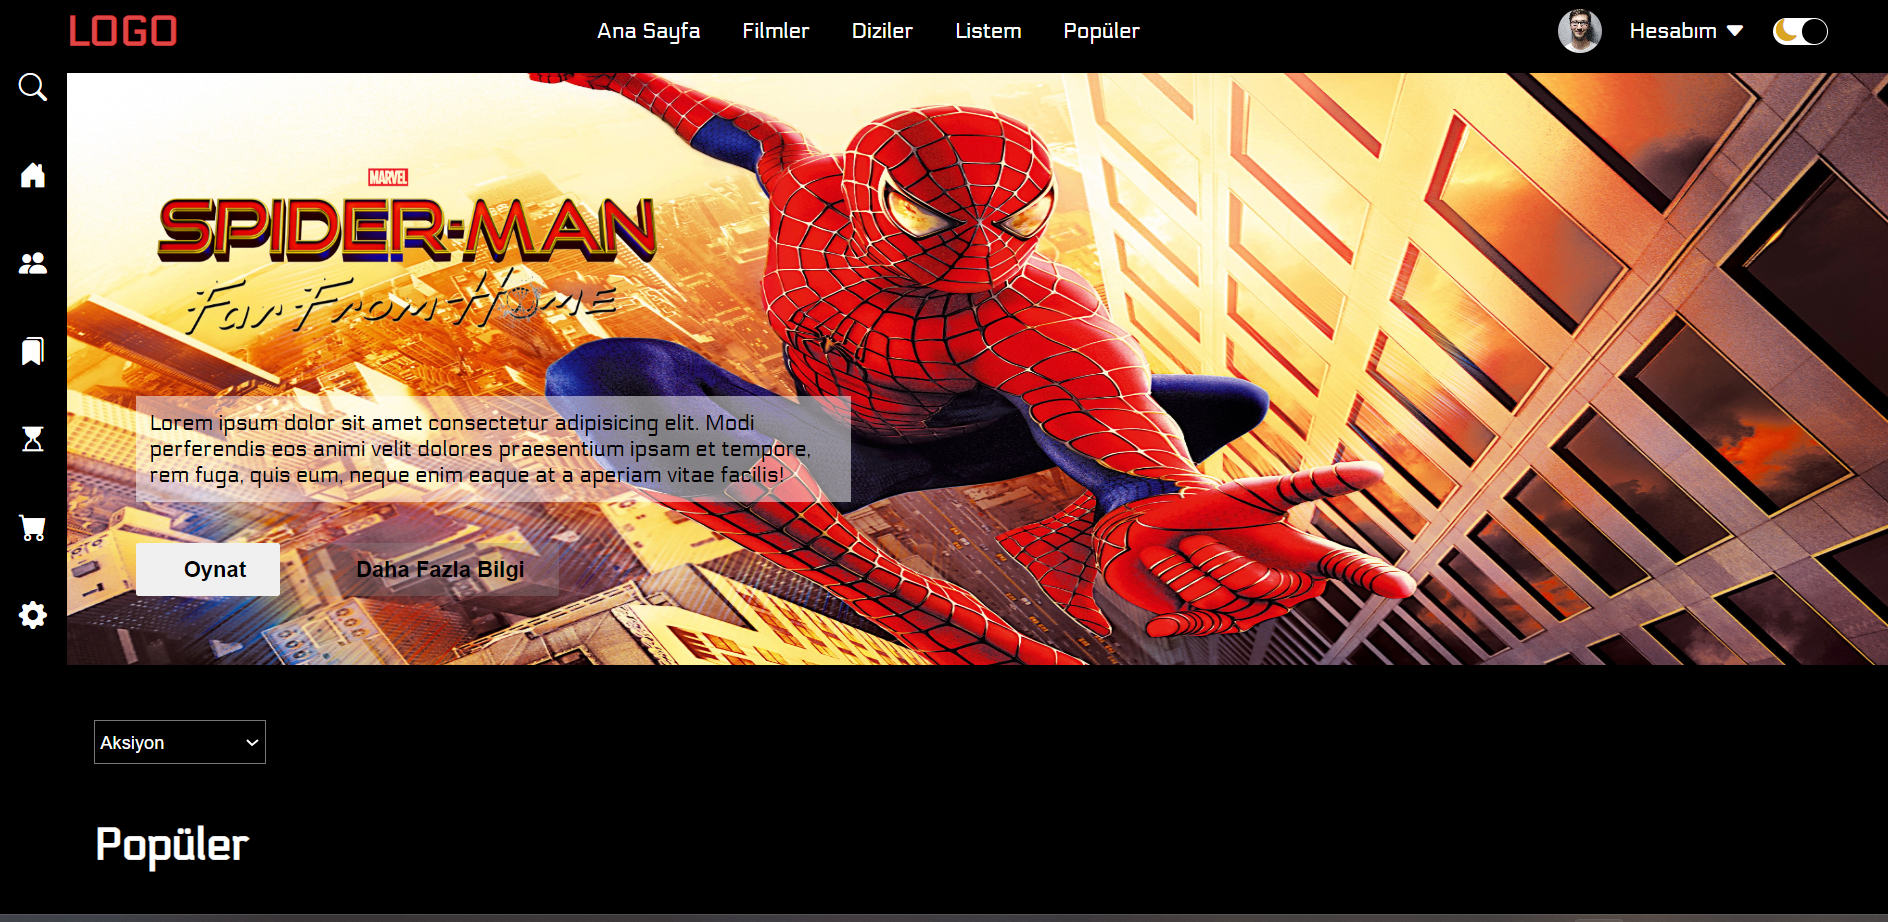 LOGO
Ana Sayfa
Filmler
Diziler
Listem
Popüler
Hesabım
MARVEL
SPIDER-MAN
Far From Home
Lorem ipsum dolor sit amet consectetur adipisicing elit. Modi
perferendis eos animi velit dolores praesentium ipsam et tempore,
rem fuga, quis eum, neque enim eaque at a aperiam vitae facilis!
Oynat
Daha Fazla Bilgi
Aksiyon
Popüler